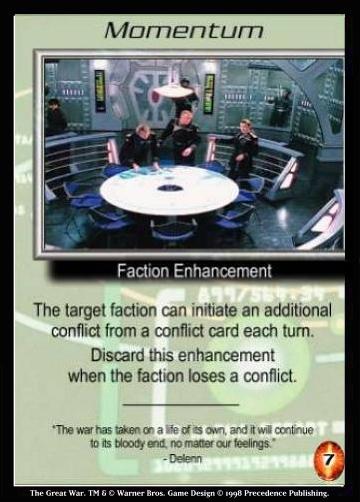 Momentum
Faction Enhancement
The target faction can initiate an additional
conflict from a conflict card each turn.
Discard this enhancement
when the faction loses a conflict.
"The war has taken on a life of its own, and it will continue
to its bloody end, no matter our feelings."
- Delenn
7
The Great War. TM & © Warner Bros. Game Design © 1998 Precedence Publishing.